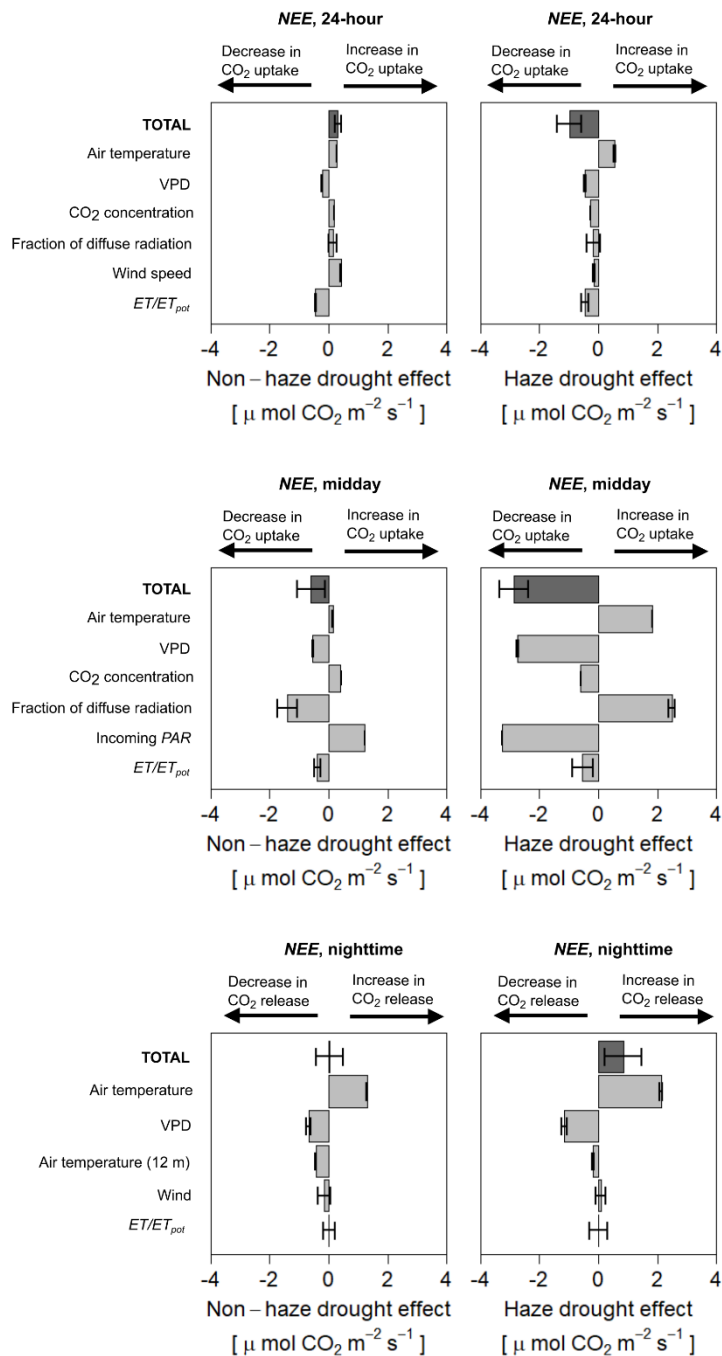 NEE, 24-hour
Decrease in
CO₂ uptake
Increase in
CO₂ uptake
NEE, 24-hour
Decrease in
CO₂ uptake
Increase in
CO₂ uptake
TOTAL
Air temperature
VPD
CO₂ concentration
Fraction of diffuse radiation
Wind speed
ET/ETpot
-4 -2 0 2 4
Non – haze drought effect
[ μ mol CO₂ m⁻² s⁻¹ ]
-4 -2 0 2 4
Haze drought effect
[ μ mol CO₂ m⁻² s⁻¹ ]
NEE, midday
Decrease in
CO₂ uptake
Increase in
CO₂ uptake
NEE, midday
Decrease in
CO₂ uptake
Increase in
CO₂ uptake
TOTAL
Air temperature
VPD
CO₂ concentration
Fraction of diffuse radiation
Incoming PAR
ET/ETpot
-4 -2 0 2 4
Non – haze drought effect
[ μ mol CO₂ m⁻² s⁻¹ ]
-4 -2 0 2 4
Haze drought effect
[ μ mol CO₂ m⁻² s⁻¹ ]
NEE, nighttime
Decrease in
CO₂ release
Increase in
CO₂ release
NEE, nighttime
Decrease in
CO₂ release
Increase in
CO₂ release
TOTAL
Air temperature
VPD
Air temperature (12 m)
Wind
ET/ETpot
-4 -2 0 2 4
Non – haze drought effect
[ μ mol CO₂ m⁻² s⁻¹ ]
-4 -2 0 2 4
Haze drought effect
[ μ mol CO₂ m⁻² s⁻¹ ]